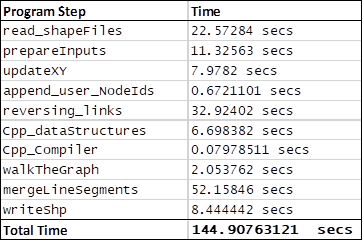 Program Step Time
read_shapeFiles 22.57284 secs
prepareInputs 11.32563 secs
updateXY 7.9782 secs
append_user_NodeIds 0.6721101 secs
reversing_links 32.92402 secs
Cpp_dataStructures 6.698382 secs
Cpp_Compiler 0.07978511 secs
walkTheGraph 2.053762 secs
mergeLineSegments 52.15846 secs
writeShp 8.444442 secs
Total Time 144.90763121 secs